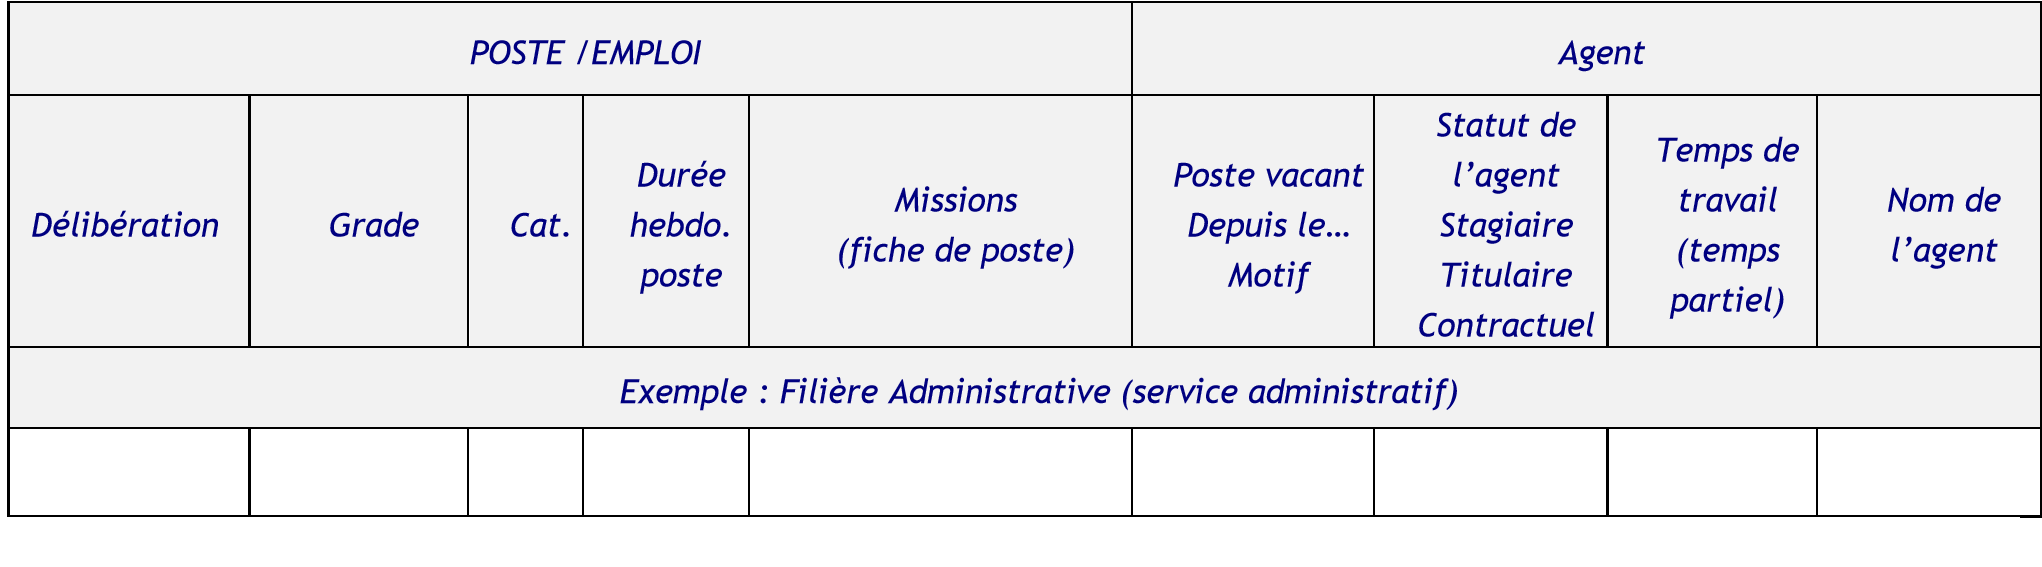 POSTE /EMPLOI
Agent
Délibération
Grade
Cat.
Durée
hebdo.
poste
Missions
(fiche de poste)
Poste vacant
Depuis le…
Motif
Statut de
l’agent
Stagiaire
Titulaire
Contractuel
Temps de
travail
(temps
partiel)
Nom de
l’agent
Exemple : Filière Administrative (service administratif)